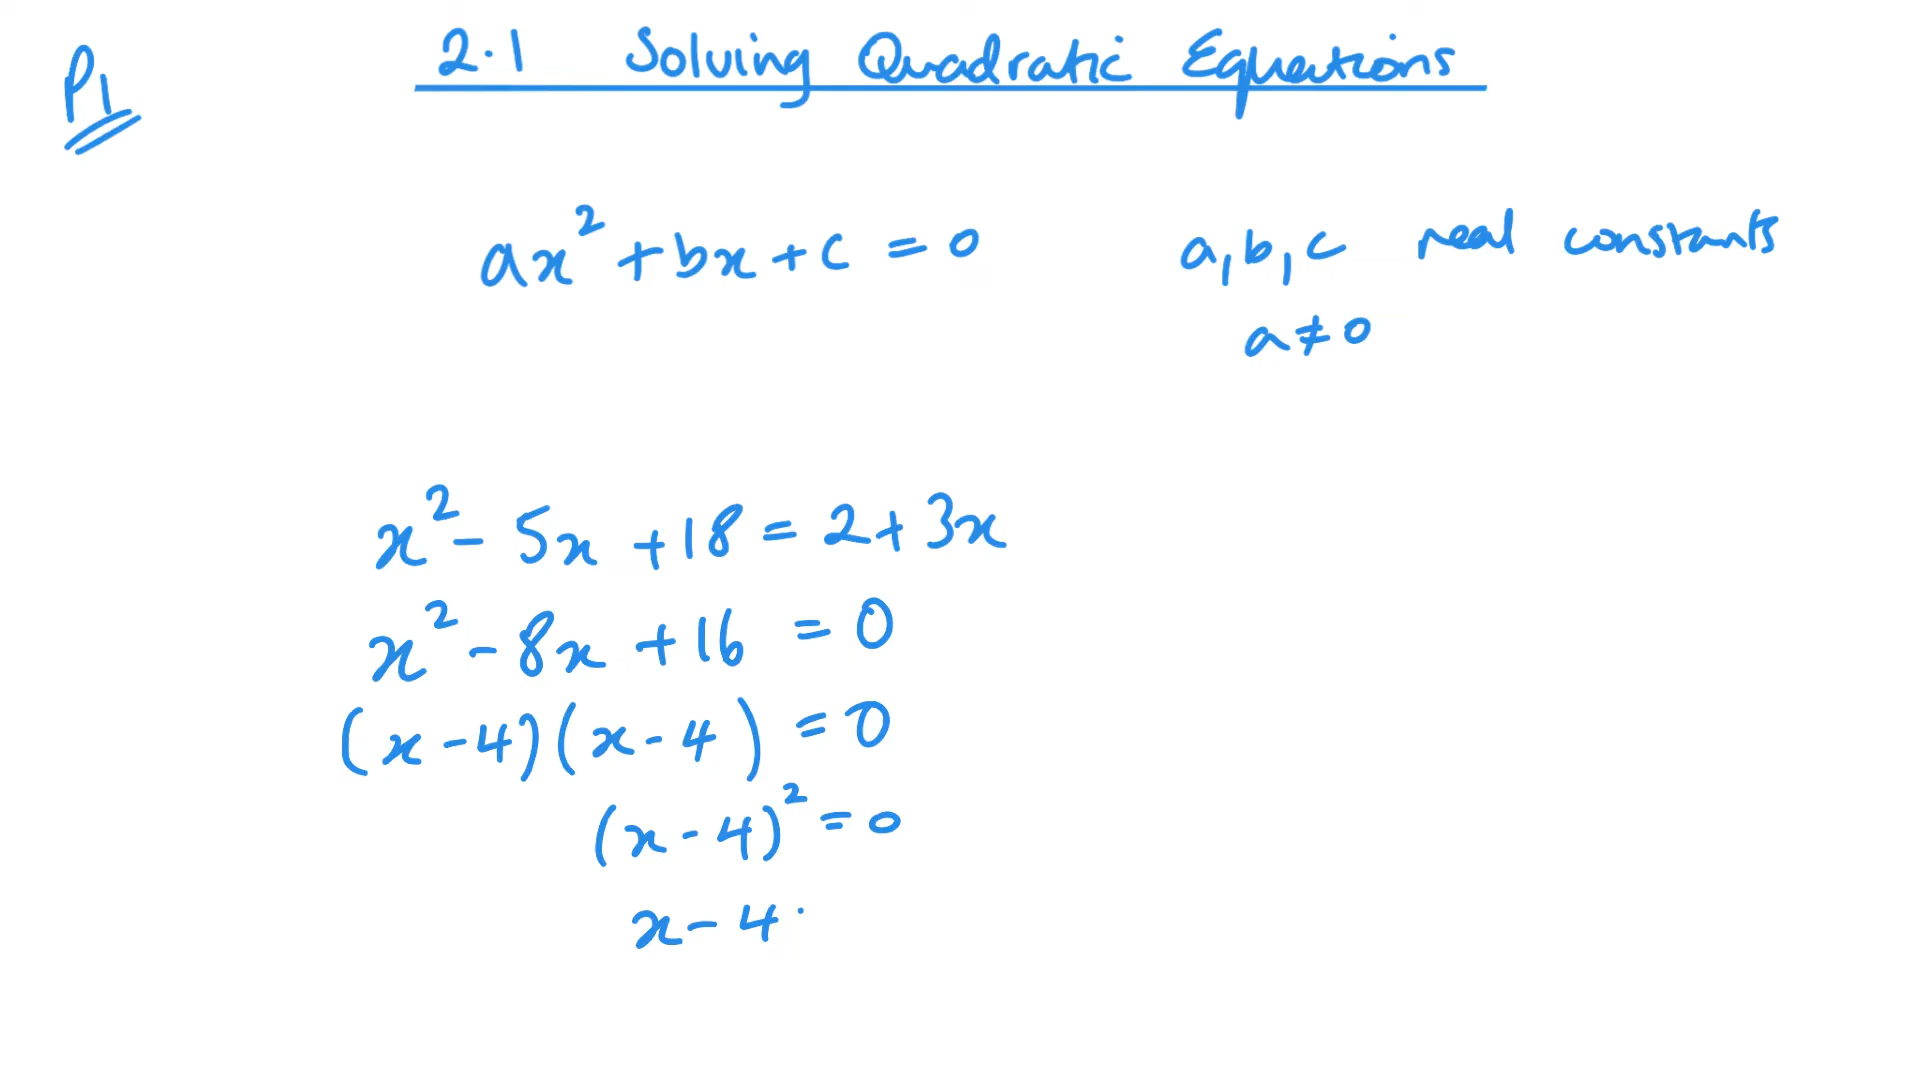 P1
2.1 Solving Quadratic Equations
ax² + bx + c = 0
a, b, c real constants
a ≠ 0
x² - 5x + 18 = 2 + 3x
x² - 8x + 16 = 0
(x - 4)(x - 4) = 0
(x - 4)² = 0
x - 4